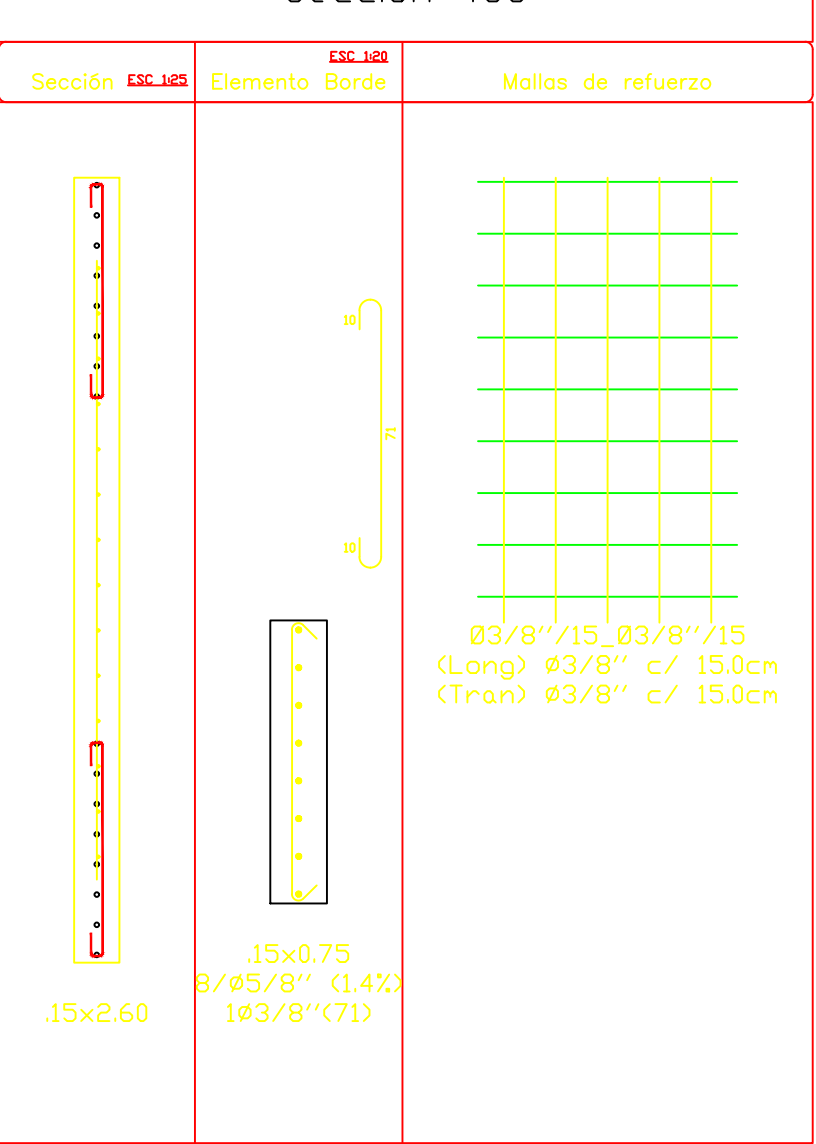 ESC 1:20
Sección ESC 1:25 Elemento Borde Mallas de refuerzo
10
71
10
Ø3/8''/15_Ø3/8''/15
(Long) Ø3/8'' c/ 15.0cm
(Tran) Ø3/8'' c/ 15.0cm
.15x0.75
8/Ø5/8'' (1.4%)
.15x2.60
1Ø3/8''(71)